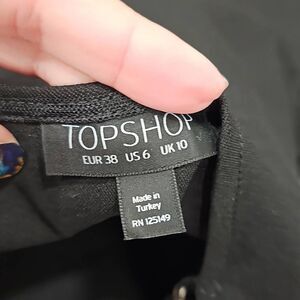 TOPSHOP
EUR 38 US 6 UK 10
Made in
Turkey
RN 125149